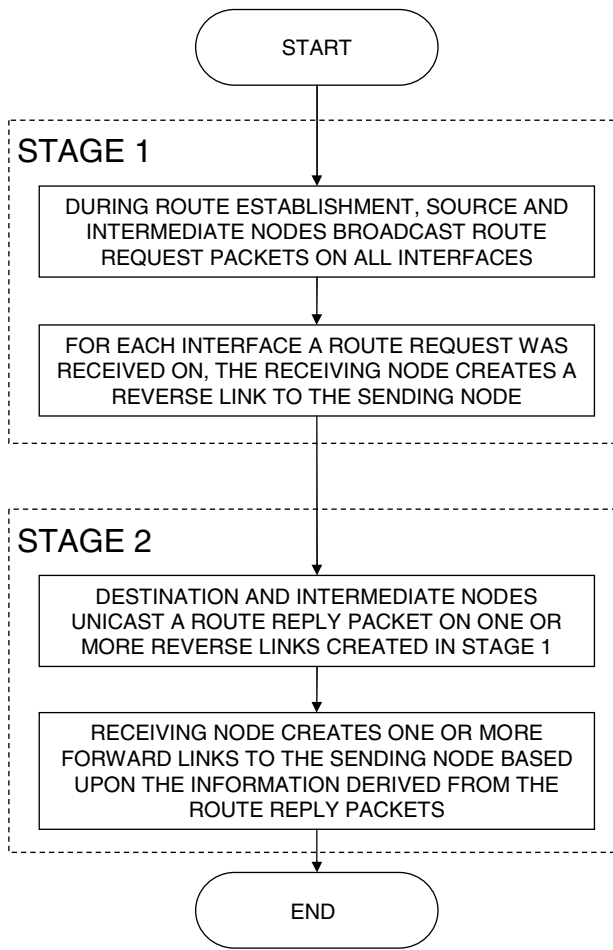 START
STAGE 1
DURING ROUTE ESTABLISHMENT, SOURCE AND
INTERMEDIATE NODES BROADCAST ROUTE
REQUEST PACKETS ON ALL INTERFACES
FOR EACH INTERFACE A ROUTE REQUEST WAS
RECEIVED ON, THE RECEIVING NODE CREATES A
REVERSE LINK TO THE SENDING NODE
STAGE 2
DESTINATION AND INTERMEDIATE NODES
UNICAST A ROUTE REPLY PACKET ON ONE OR
MORE REVERSE LINKS CREATED IN STAGE 1
RECEIVING NODE CREATES ONE OR MORE
FORWARD LINKS TO THE SENDING NODE BASED
UPON THE INFORMATION DERIVED FROM THE
ROUTE REPLY PACKETS
END